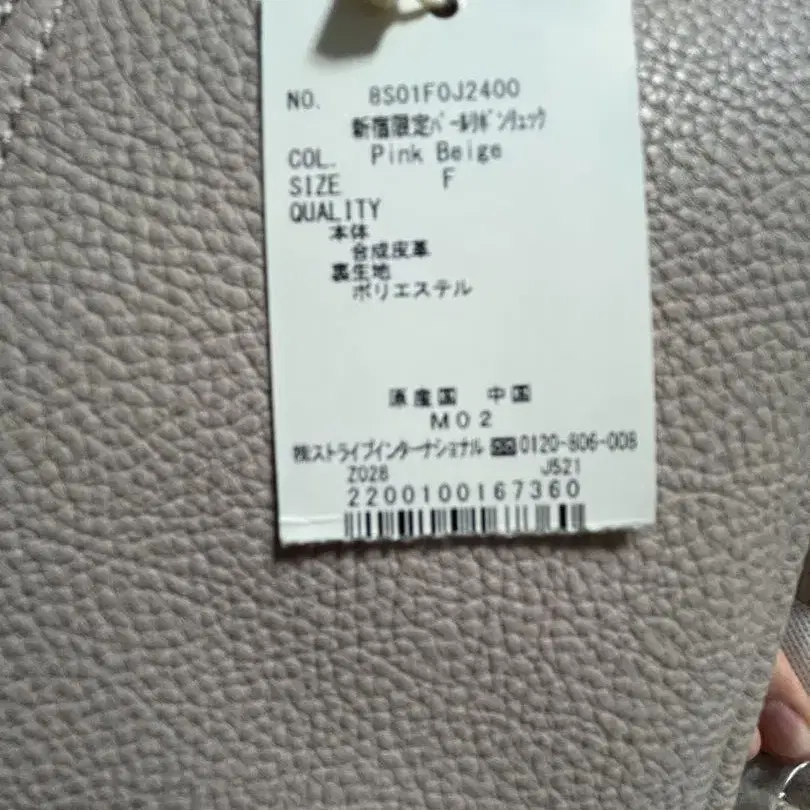 NO. 8S01F0J2400
新宿限定パールリボンリュック
COL. Pink Beige
SIZE F
QUALITY
本体
合成皮革
裏生地
ポリエステル
原産国 中国
M02
㈱ストライプインターナショナル 0120-806-008
Z028 J521
2200100167360